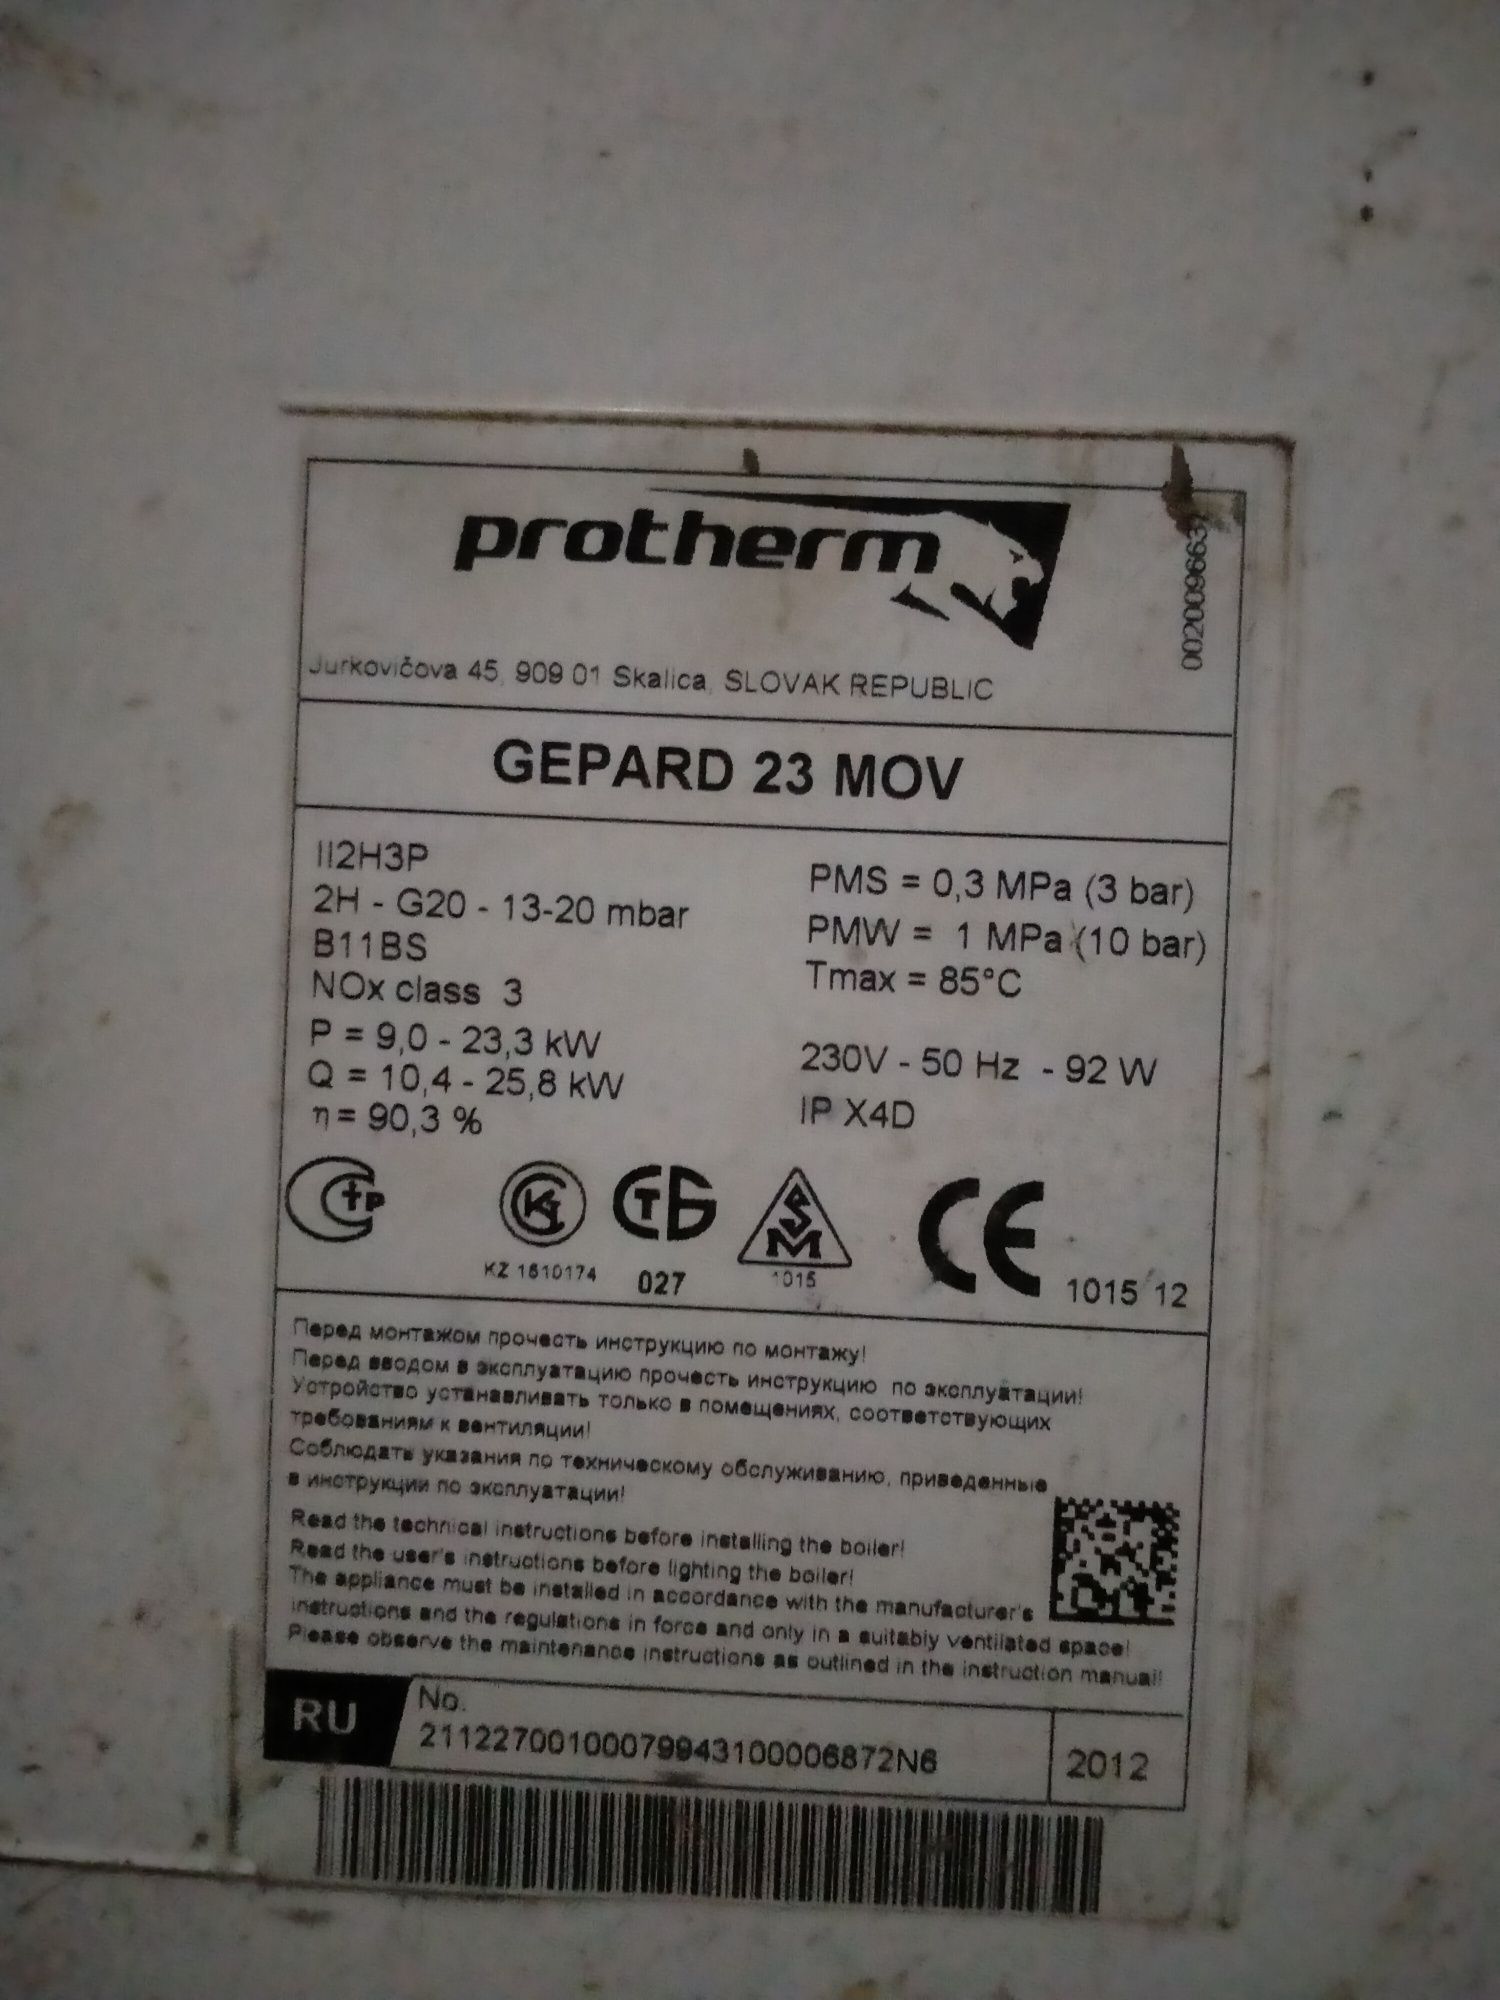 protherm
002009663
Jurkovičova 45, 909 01 Skalica, SLOVAK REPUBLIC
GEPARD 23 MOV
II2H3P
2H - G20 - 13-20 mbar
B11BS
NOx class 3
P = 9,0 - 23,3 kW
Q = 10,4 - 25,8 kW
η = 90,3 %
PMS = 0,3 MPa (3 bar)
PMW = 1 MPa (10 bar)
Tmax = 85°C
230V - 50 Hz - 92 W
IP X4D
KZ 1610174
СТБ
027
SM
1015
CE
1015 12
Перед монтажом прочесть инструкцию по монтажу!
Перед вводом в эксплуатацию прочесть инструкцию по эксплуатации!
Устройство устанавливать только в помещениях, соответствующих
требованиям к вентиляции!
Соблюдать указания по техническому обслуживанию, приведенные
в инструкции по эксплуатации!
Read the technical instructions before installing the boiler!
Read the user's instructions before lighting the boiler!
The appliance must be installed in accordance with the manufacturer's
instructions and the regulations in force and only in a suitably ventilated space!
Please observe the maintenance instructions as outlined in the instruction manual!
RU
No.
21122700100079943100006872N6
2012